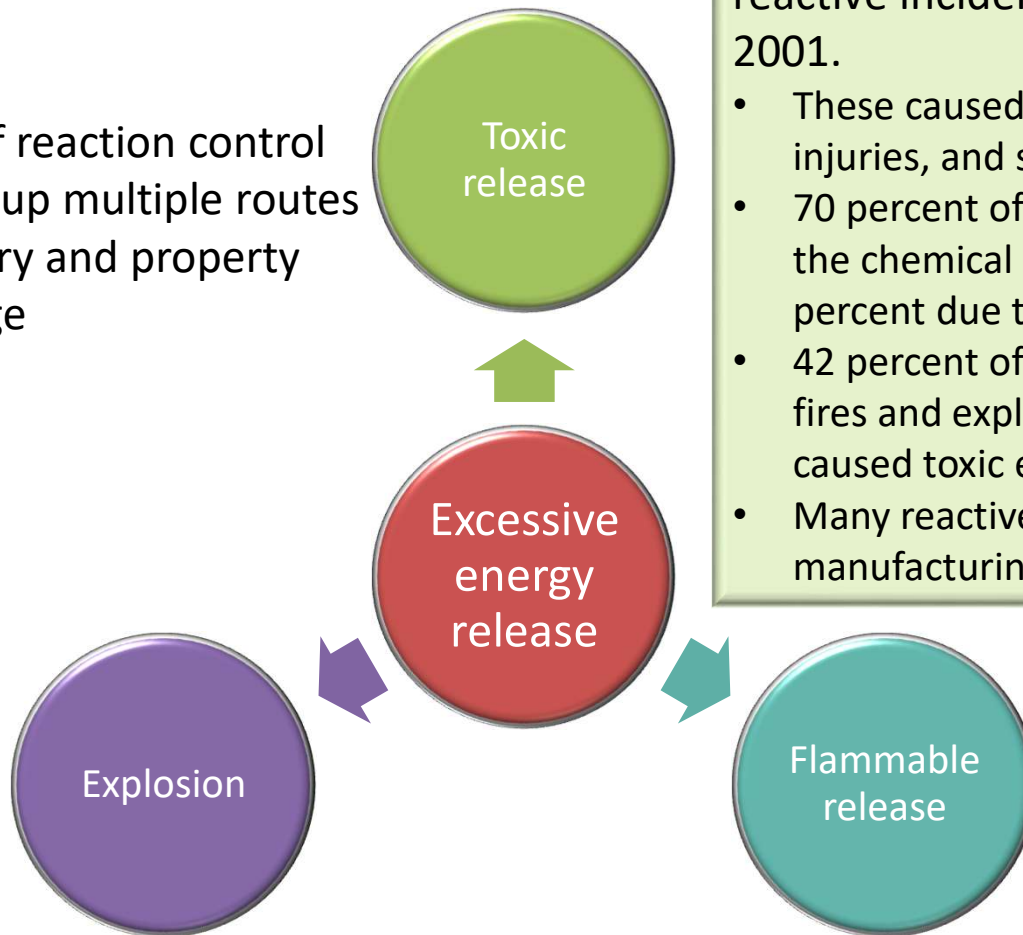 f reaction control
up multiple routes
ry and property
ge
Toxic
release
2001.
• These caused
injuries, and s
• 70 percent of
the chemical
percent due t
• 42 percent of
fires and expl
caused toxic e
• Many reactive
manufacturin
Excessive
energy
release
Explosion
Flammable
release